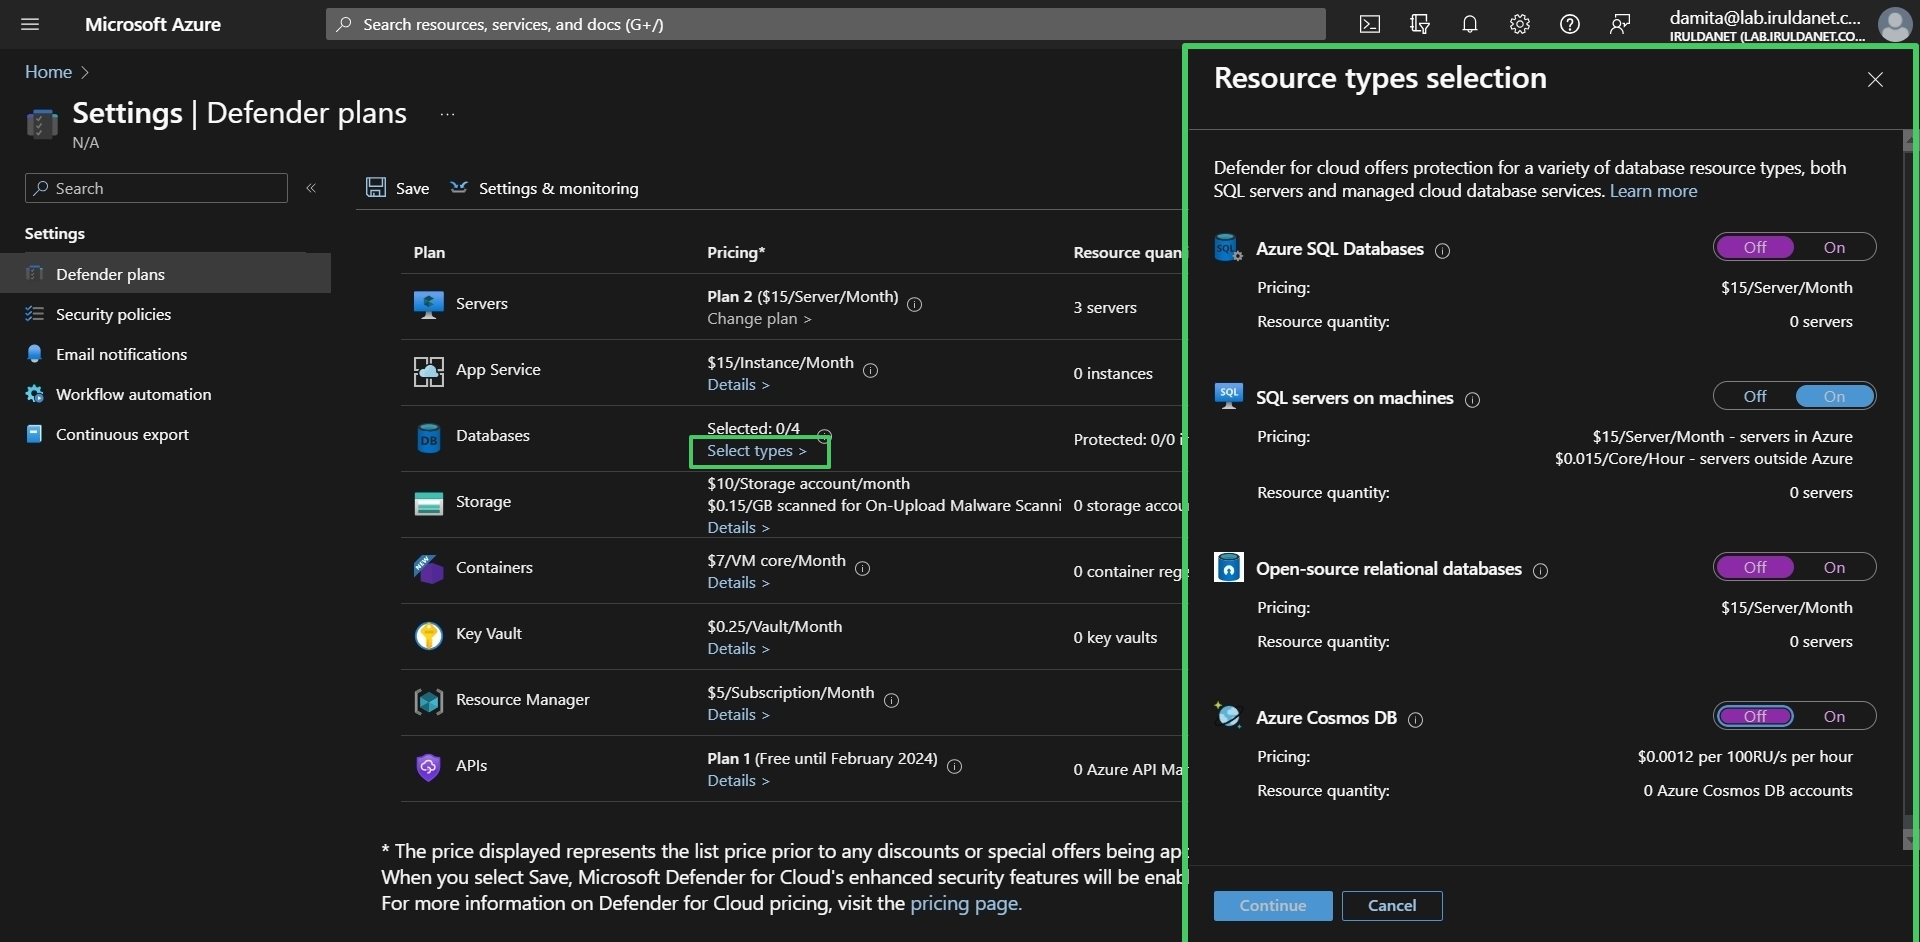 Microsoft Azure
Search resources, services, and docs (G+/)
damita@lab.iruldanet.c...
IRULDANET (LAB.IRULDANET.CO...
Home
Settings | Defender plans
...
N/A
Search
«
Save
Settings & monitoring
Settings
Defender plans
Security policies
Email notifications
Workflow automation
Continuous export
Plan
Pricing*
Resource quan
Servers
Plan 2 ($15/Server/Month)
Change plan >
3 servers
App Service
$15/Instance/Month
Details >
0 instances
DB
Databases
Selected: 0/4
Select types >
Protected: 0/0 i
Storage
$10/Storage account/month
$0.15/GB scanned for On-Upload Malware Scanni
Details >
0 storage accou
NEW
Containers
$7/VM core/Month
Details >
0 container reg
Key Vault
$0.25/Vault/Month
Details >
0 key vaults
Resource Manager
$5/Subscription/Month
Details >
APIs
Plan 1 (Free until February 2024)
Details >
0 Azure API Ma
* The price displayed represents the list price prior to any discounts or special offers being ap
When you select Save, Microsoft Defender for Cloud's enhanced security features will be enabl
For more information on Defender for Cloud pricing, visit the pricing page.
Resource types selection
Defender for cloud offers protection for a variety of database resource types, both
SQL servers and managed cloud database services. Learn more
SQL
Azure SQL Databases
Off On
Pricing:
$15/Server/Month
Resource quantity:
0 servers
SQL
SQL servers on machines
Off On
Pricing:
$15/Server/Month - servers in Azure
$0.015/Core/Hour - servers outside Azure
Resource quantity:
0 servers
Open-source relational databases
Off On
Pricing:
$15/Server/Month
Resource quantity:
0 servers
Azure Cosmos DB
Off On
Pricing:
$0.0012 per 100RU/s per hour
Resource quantity:
0 Azure Cosmos DB accounts
Continue
Cancel